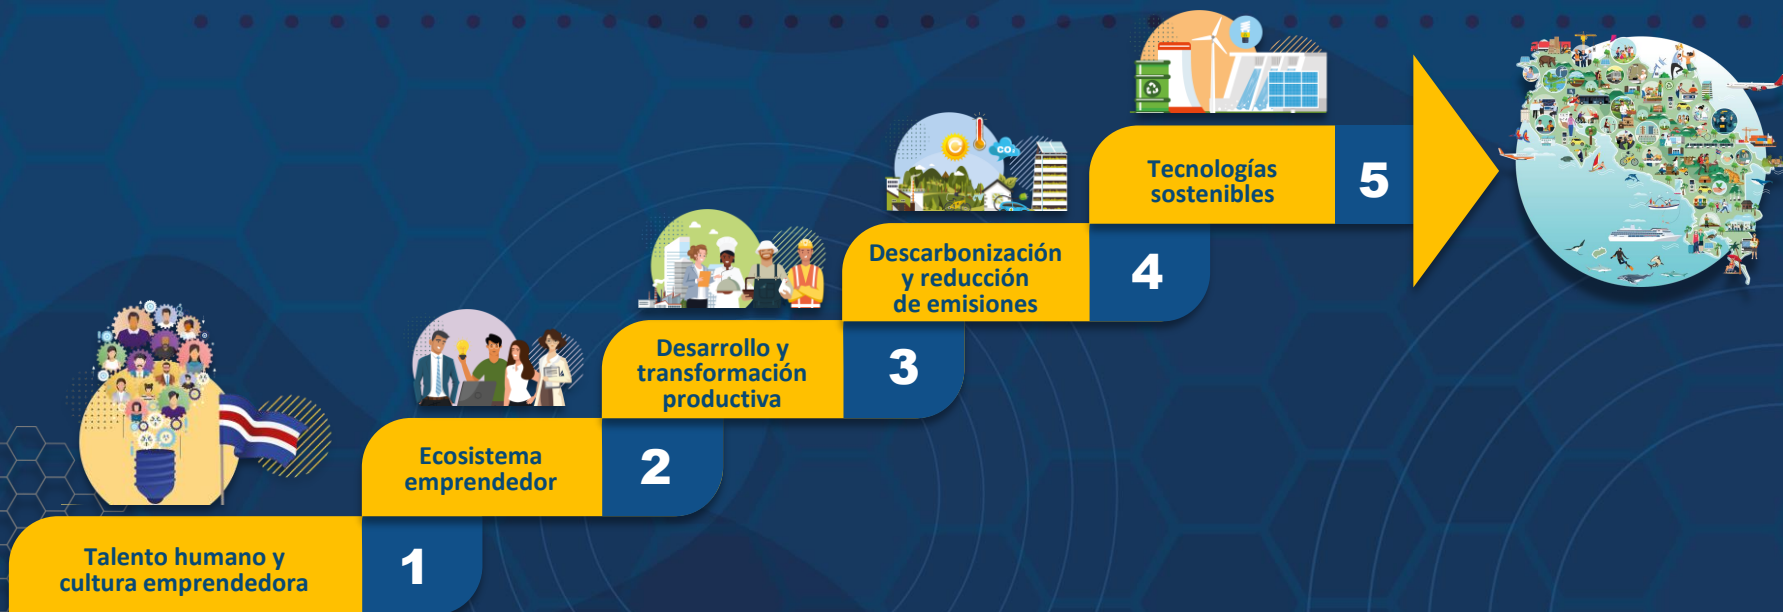 Talento humano y
cultura emprendedora
1
Ecosistema
emprendedor
2
Desarrollo y
transformación
productiva
3
Descarbonización
y reducción
de emisiones
4
CO₂
Tecnologías
sostenibles
5